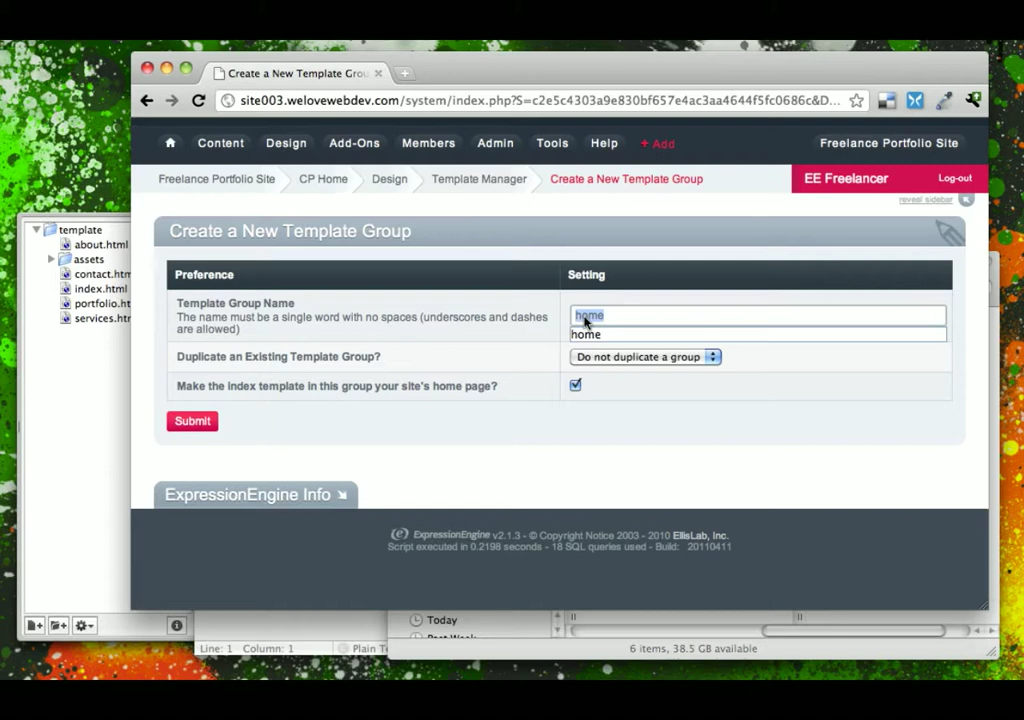 Create a New Template Grou
site003.welovewebdev.com/system/index.php?S=c2e5c4303a9e830bf657e4ac3aa4644f5fc0686c&D...
Content Design Add-Ons Members Admin Tools Help + Add Freelance Portfolio Site
Freelance Portfolio Site CP Home Design Template Manager Create a New Template Group EE Freelancer Log-out
reveal sidebar
template
about.html
assets
contact.htm
index.html
portfolio.ht
services.htm
Create a New Template Group
Preference Setting
Template Group Name
The name must be a single word with no spaces (underscores and dashes
are allowed)
home
home
Duplicate an Existing Template Group? Do not duplicate a group
Make the index template in this group your site's home page?
Submit
ExpressionEngine Info
ExpressionEngine v2.1.3 - © Copyright Notice 2003 - 2010 EllisLab, Inc.
Script executed in 0.2198 seconds - 18 SQL queries used - Build: 20110411
Today
Past Week
Line: 1 Column: 1 Plain Te
6 items, 38.5 GB available